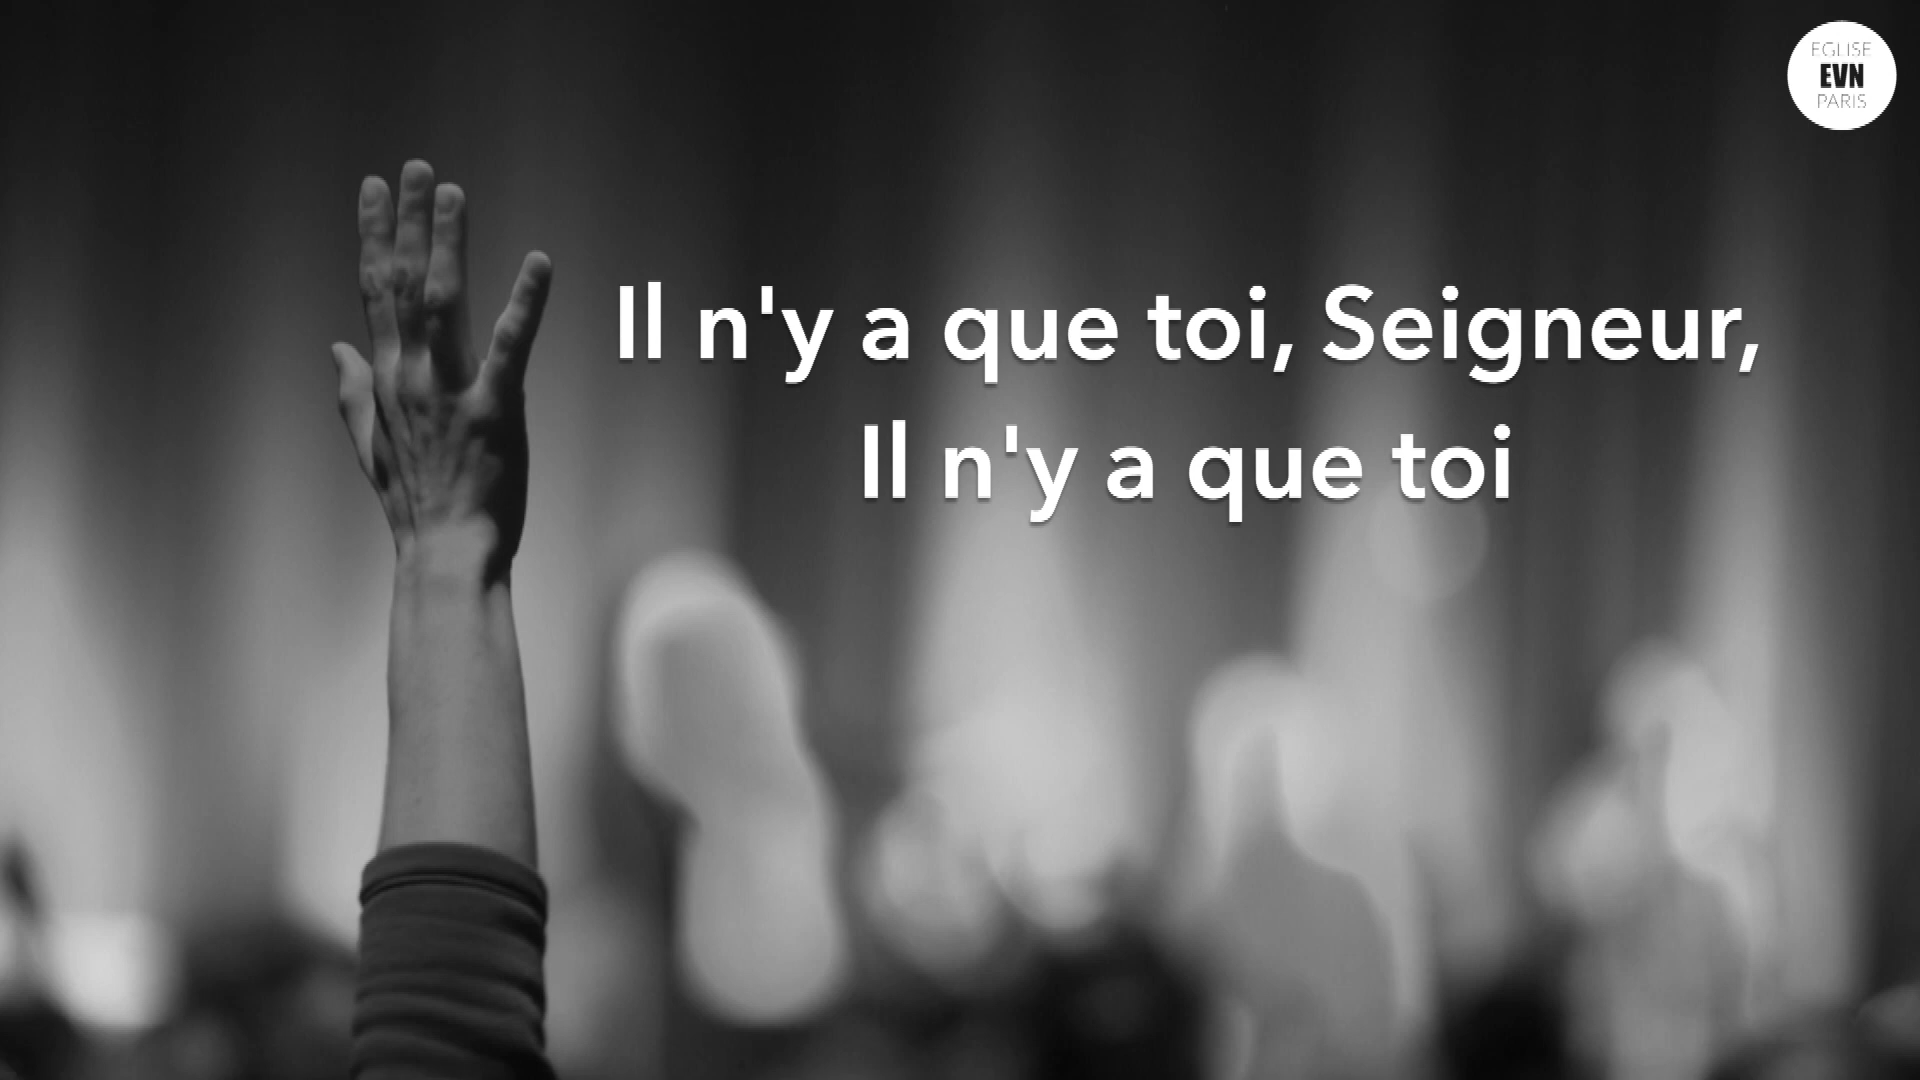 EGLISE
EVN
PARIS
Il n'y a que toi, Seigneur,
Il n'y a que toi